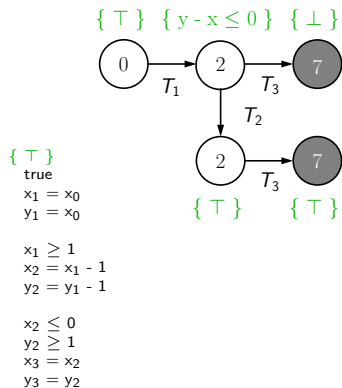 { ⊤ } { y - x ≤ 0 } { ⊥ }
0 2 7
T₁ T₃
T₂
2 7
T₃
{ ⊤ } { ⊤ }
{ ⊤ }
true
x₁ = x₀
y₁ = x₀
x₁ ≥ 1
x₂ = x₁ - 1
y₂ = y₁ - 1
x₂ ≤ 0
y₂ ≥ 1
x₃ = x₂
y₃ = y₂